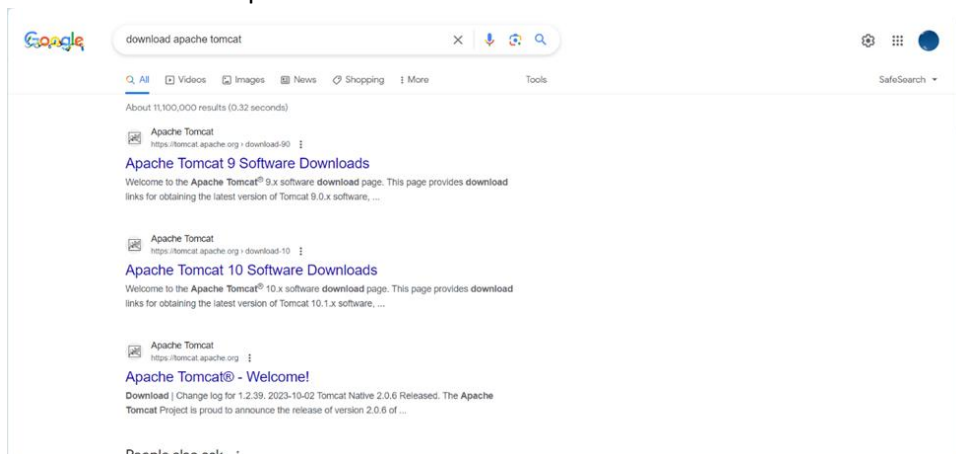 Google
download apache tomcat
All Videos Images News Shopping More Tools SafeSearch
About 11,100,000 results (0.32 seconds)
Apache Tomcat
https://tomcat.apache.org › download-90
Apache Tomcat 9 Software Downloads
Welcome to the Apache Tomcat® 9.x software download page. This page provides download
links for obtaining the latest version of Tomcat 9.0.x software, ...
Apache Tomcat
https://tomcat.apache.org › download-10
Apache Tomcat 10 Software Downloads
Welcome to the Apache Tomcat® 10.x software download page. This page provides download
links for obtaining the latest version of Tomcat 10.1.x software, ...
Apache Tomcat
https://tomcat.apache.org
Apache Tomcat® - Welcome!
Download | Change log for 1.2.39. 2023-10-02 Tomcat Native 2.0.6 Released. The Apache
Tomcat Project is proud to announce the release of version 2.0.6 of ...
People also ask